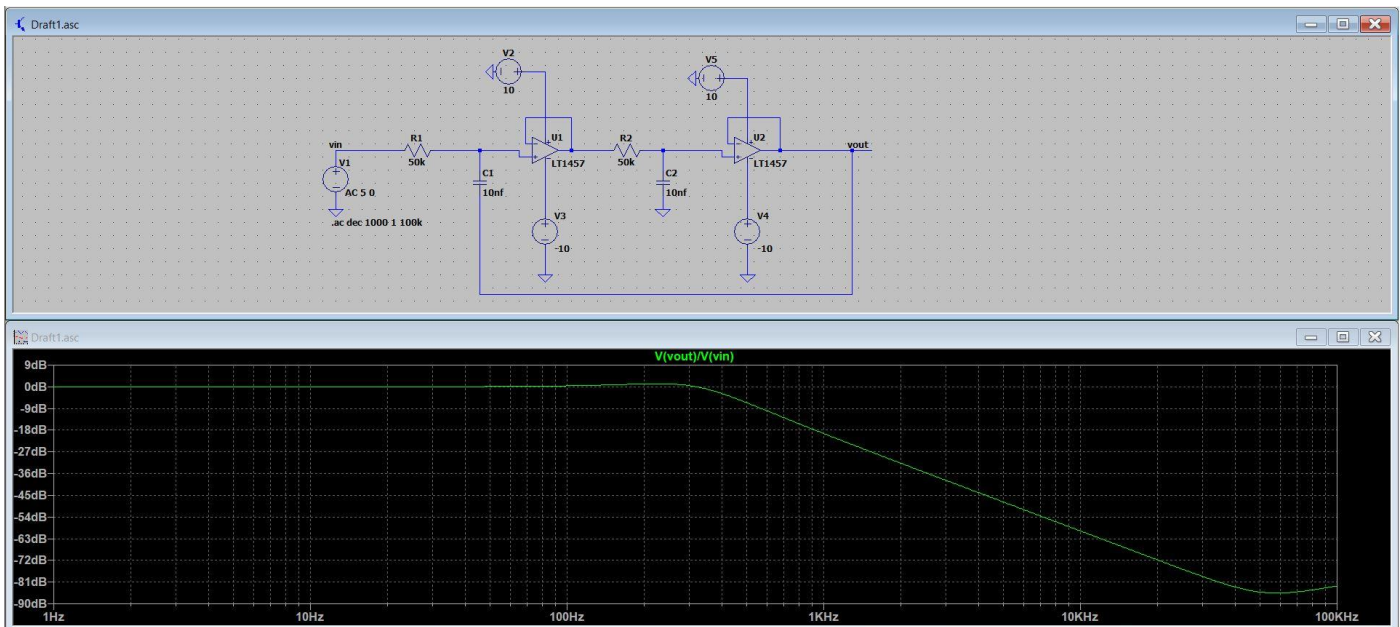 Draft1.asc
V2
10
V5
10
vin
R1
50k
U1
LT1457
R2
50k
U2
LT1457
vout
V1
AC 5 0
C1
10nf
C2
10nf
.ac dec 1000 1 100k
V3
-10
V4
-10
Draft1.asc
V(vout)/V(vin)
9dB
0dB
-9dB
-18dB
-27dB
-36dB
-45dB
-54dB
-63dB
-72dB
-81dB
-90dB
1Hz 10Hz 100Hz 1KHz 10KHz 100KHz